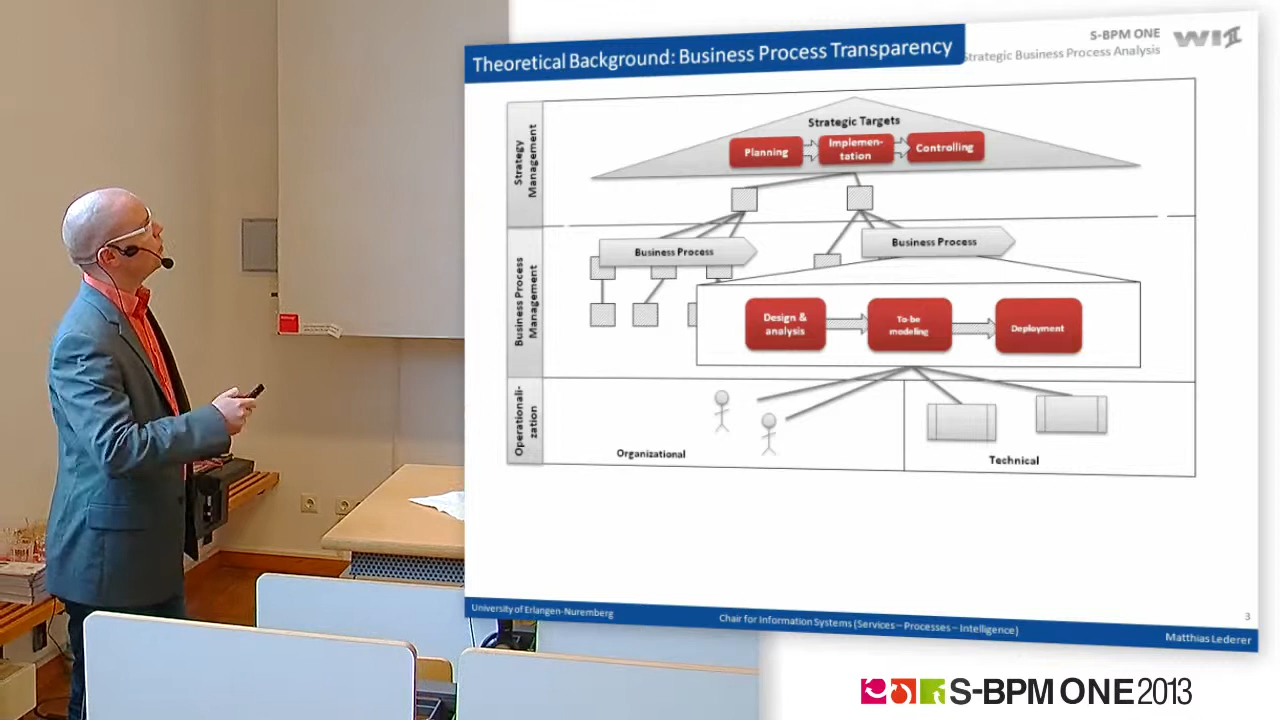 Theoretical Background: Business Process Transparency
S-BPM ONE
Strategic Business Process Analysis
WI II
Strategy
Management
Strategic Targets
Planning
Implemen-
tation
Controlling
Business Process
Management
Business Process
Business Process
Design &
analysis
To-be
modeling
Deployment
Operationali-
zation
Organizational
Technical
University of Erlangen-Nuremberg
Chair for Information Systems (Services – Processes – Intelligence)
3
Matthias Lederer
S-BPM ONE 2013